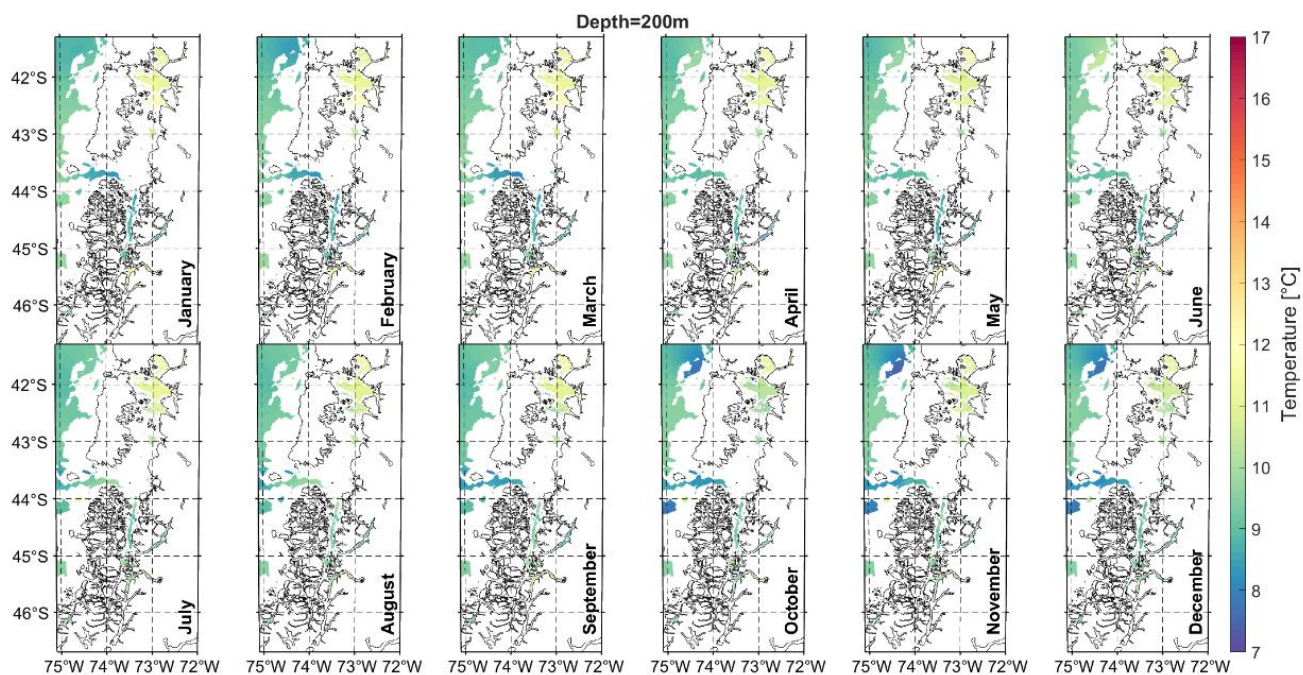 Depth=200m
42°S
43°S
44°S
45°S
46°S
January
February
March
April
May
June
42°S
43°S
44°S
45°S
46°S
July
August
September
October
November
December
75°W 74°W 73°W 72°W
75°W 74°W 73°W 72°W
75°W 74°W 73°W 72°W
75°W 74°W 73°W 72°W
75°W 74°W 73°W 72°W
75°W 74°W 73°W 72°W
17
16
15
14
13
12
11
10
9
8
7
Temperature [°C]